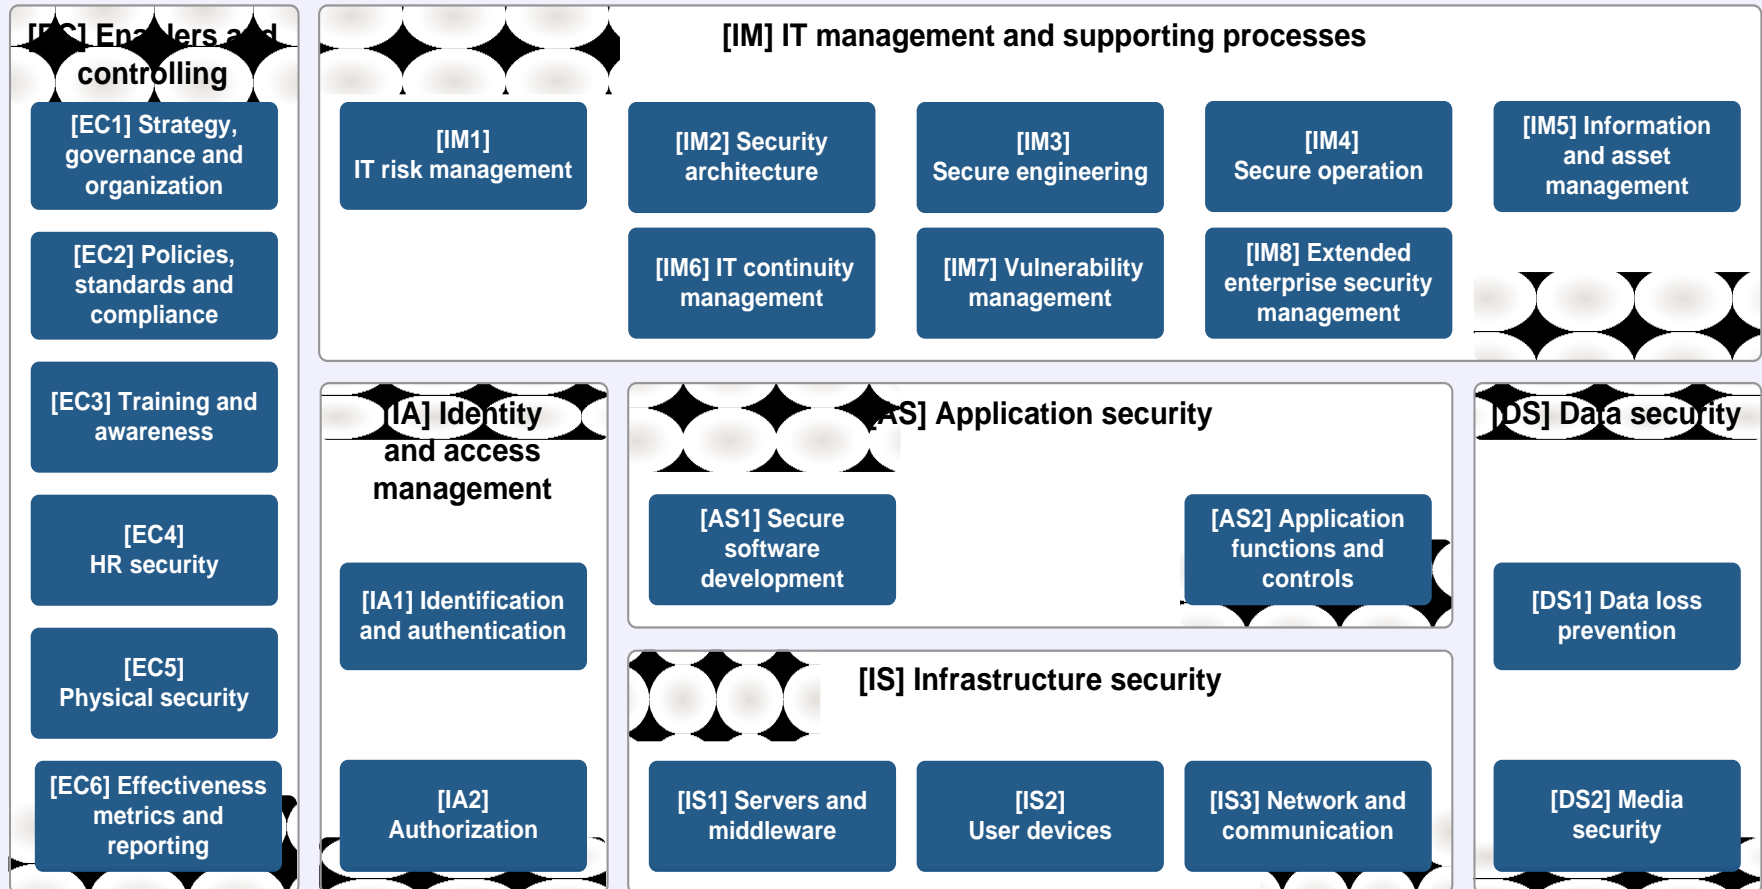 [EC] Enablers and
controlling
[EC1] Strategy,
governance and
organization
[EC2] Policies,
standards and
compliance
[EC3] Training and
awareness
[EC4]
HR security
[EC5]
Physical security
[EC6] Effectiveness
metrics and
reporting
[IM] IT management and supporting processes
[IM1]
IT risk management
[IM2] Security
architecture
[IM3]
Secure engineering
[IM4]
Secure operation
[IM5] Information
and asset
management
[IM6] IT continuity
management
[IM7] Vulnerability
management
[IM8] Extended
enterprise security
management
[IA] Identity
and access
management
[IA1] Identification
and authentication
[IA2]
Authorization
[AS] Application security
[AS1] Secure
software
development
[AS2] Application
functions and
controls
[IS] Infrastructure security
[IS1] Servers and
middleware
[IS2]
User devices
[IS3] Network and
communication
[DS] Data security
[DS1] Data loss
prevention
[DS2] Media
security